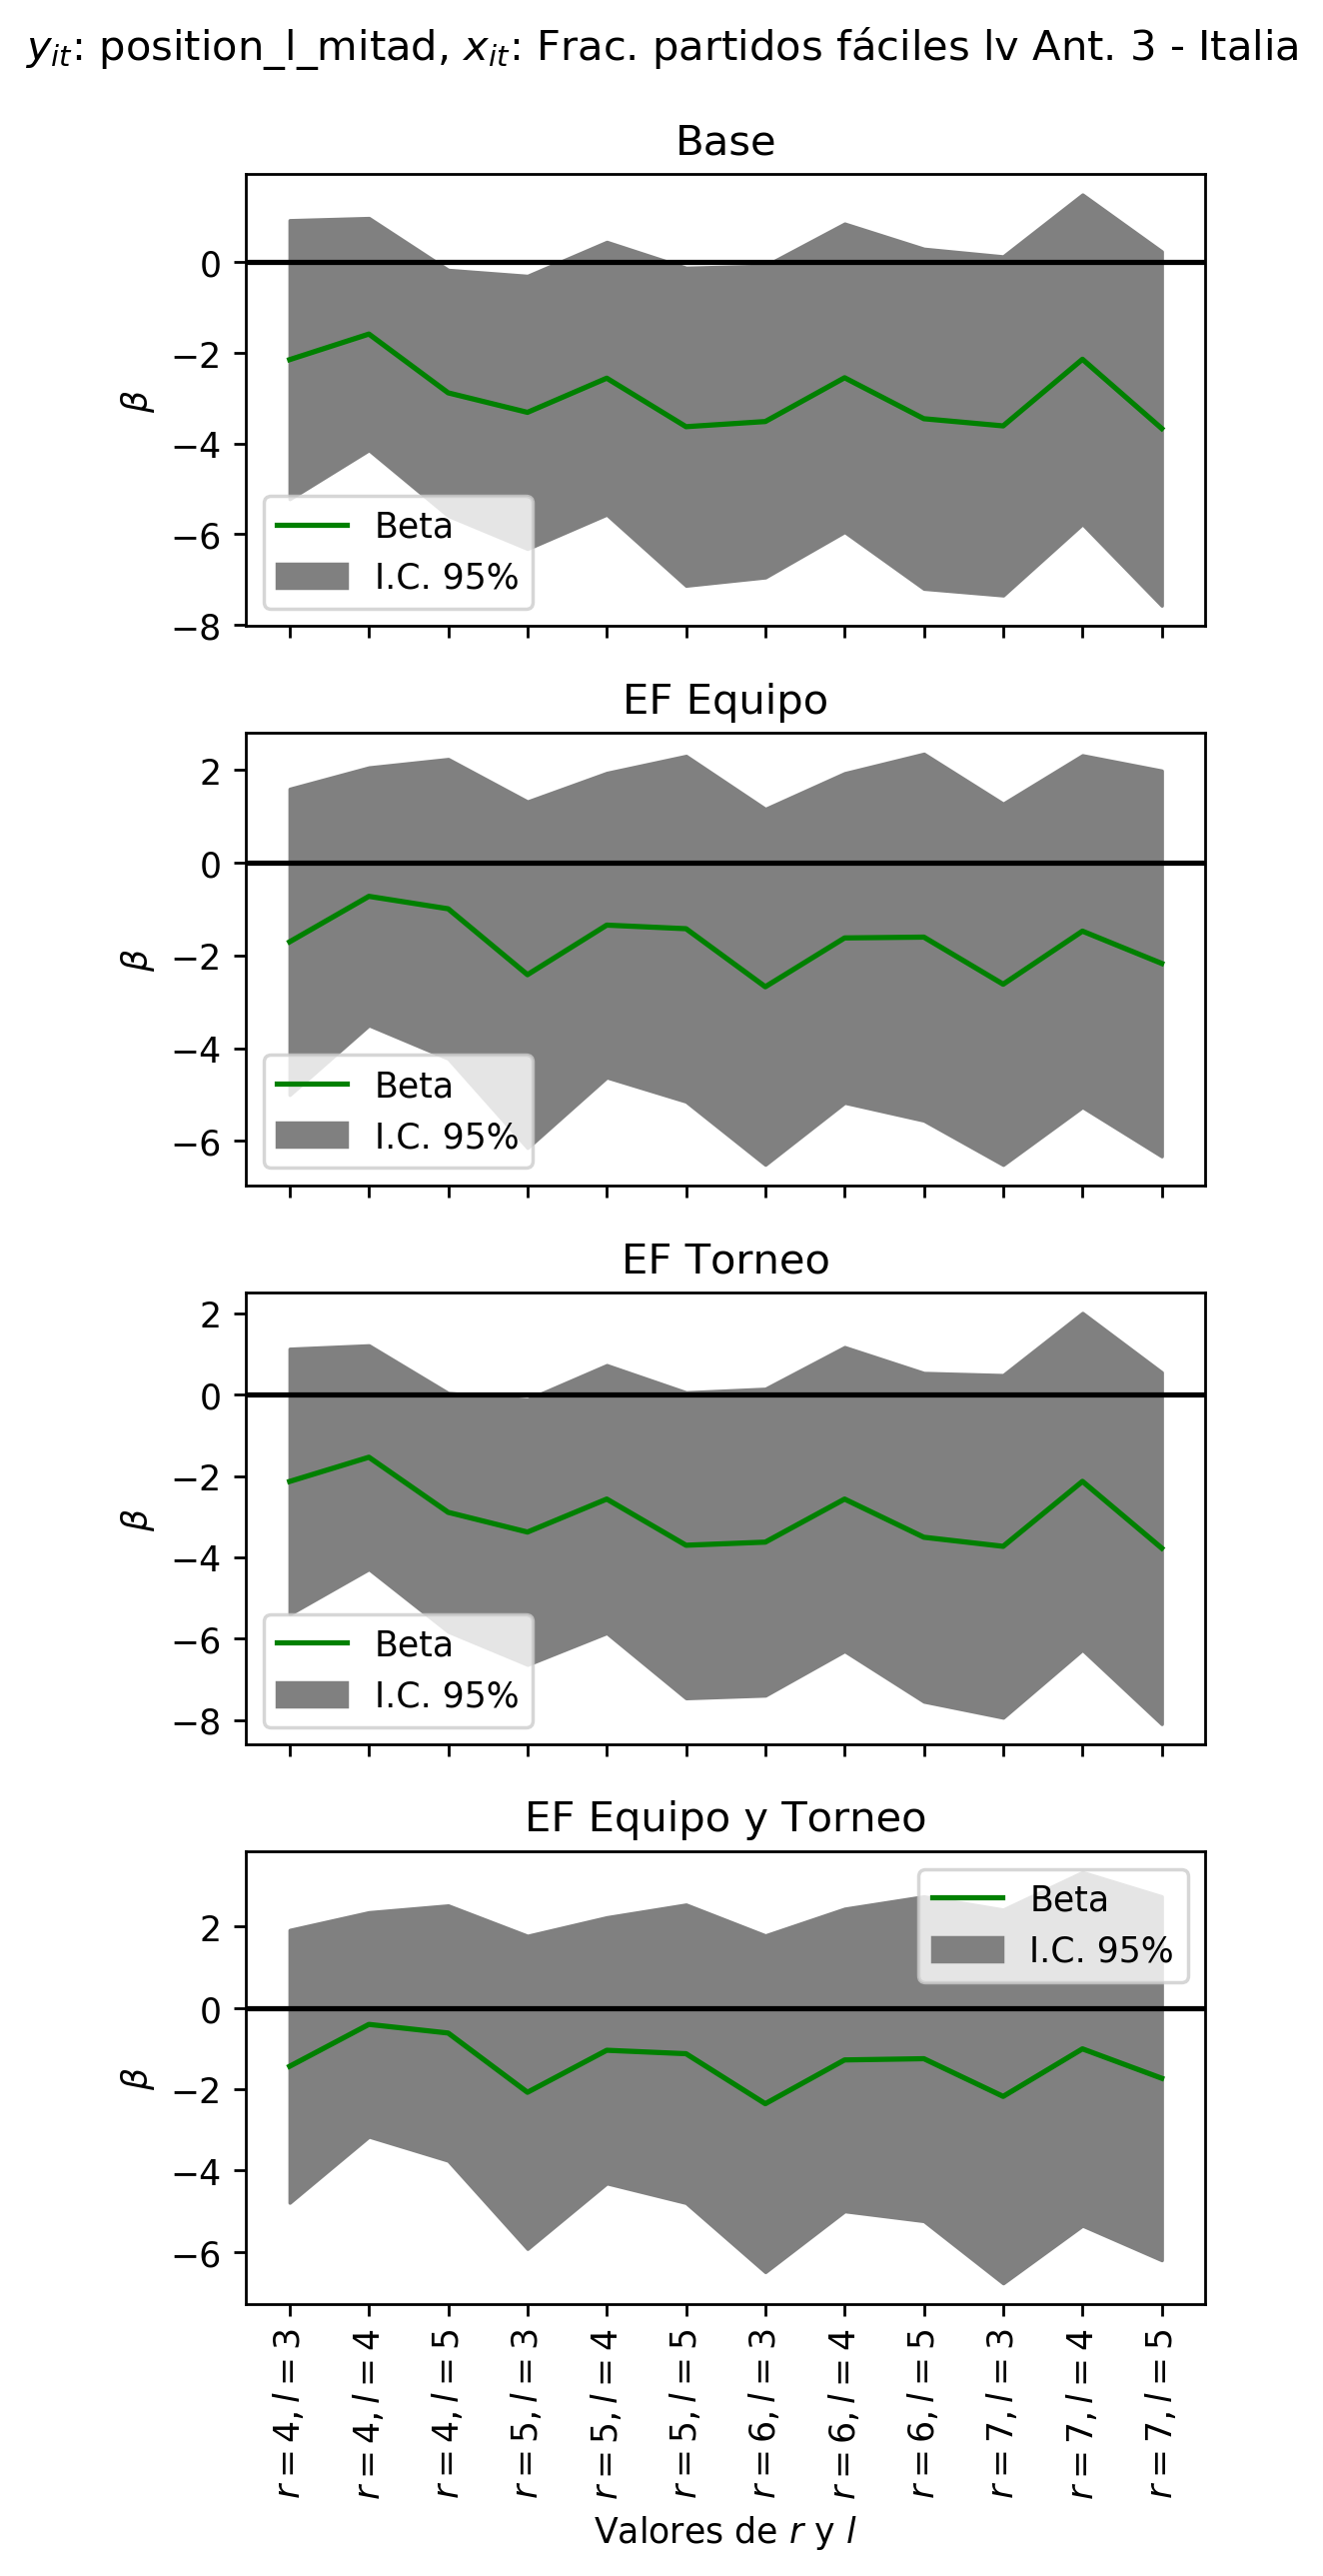 y_it: position_l_mitad, x_it: Frac. partidos fáciles lv Ant. 3 - Italia
Base
0
−2
−4
−6
−8
β
Beta
I.C. 95%
EF Equipo
2
0
−2
−4
−6
β
Beta
I.C. 95%
EF Torneo
2
0
−2
−4
−6
−8
β
Beta
I.C. 95%
EF Equipo y Torneo
2
0
−2
−4
−6
β
Beta
I.C. 95%
r = 4, l = 3
r = 4, l = 4
r = 4, l = 5
r = 5, l = 3
r = 5, l = 4
r = 5, l = 5
r = 6, l = 3
r = 6, l = 4
r = 6, l = 5
r = 7, l = 3
r = 7, l = 4
r = 7, l = 5
Valores de r y l